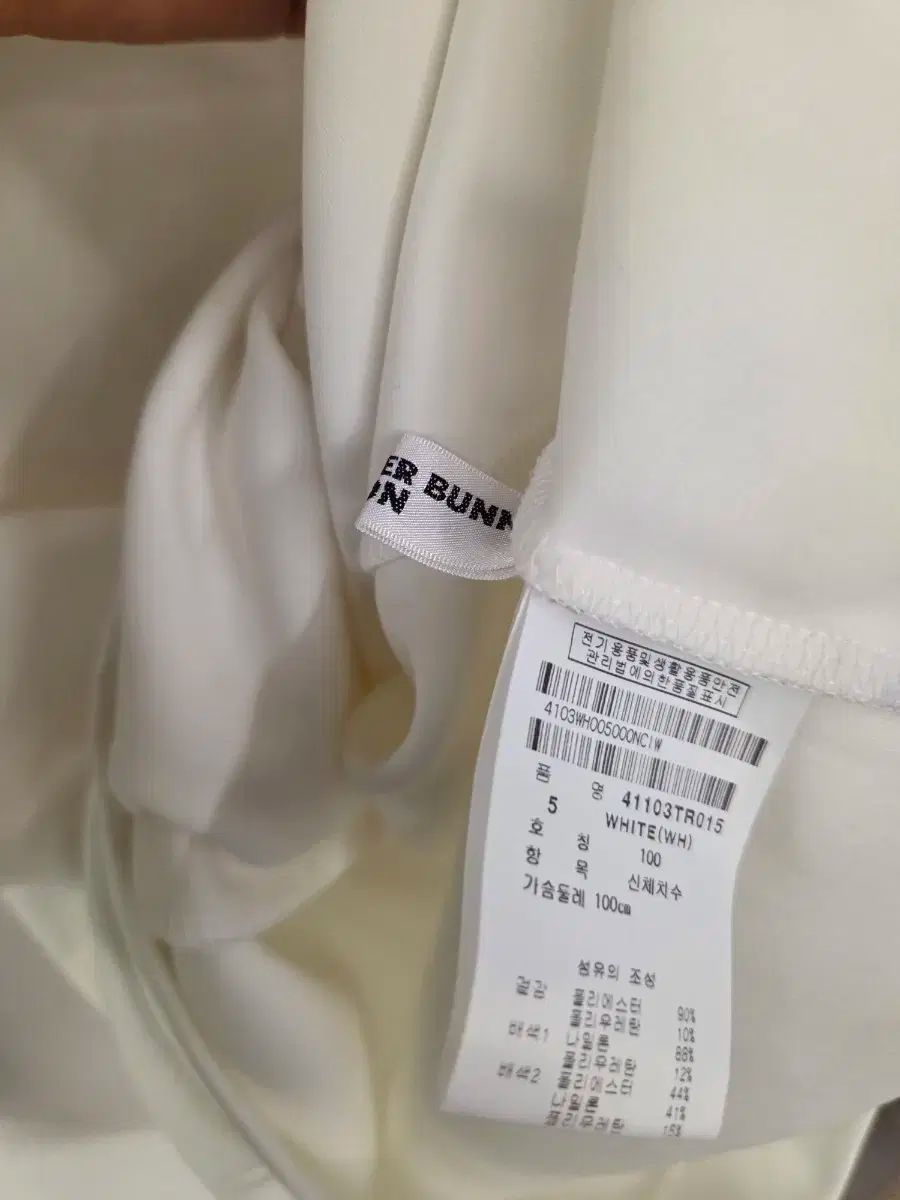 ER BUNN
ON
전기용품및생활용품안전
관리법에의한품질표시
4103WH005000NCIW
품 명 41103TR015
5 WHITE(WH)
호 칭 100
항 목 신체치수
가슴둘레 100㎝
섬유의 조성
겉감 폴리에스터 90%
폴리우레탄 10%
배색1 나일론 88%
폴리우레탄 12%
배색2 폴리에스터 44%
나일론 41%
폴리우레탄 15%